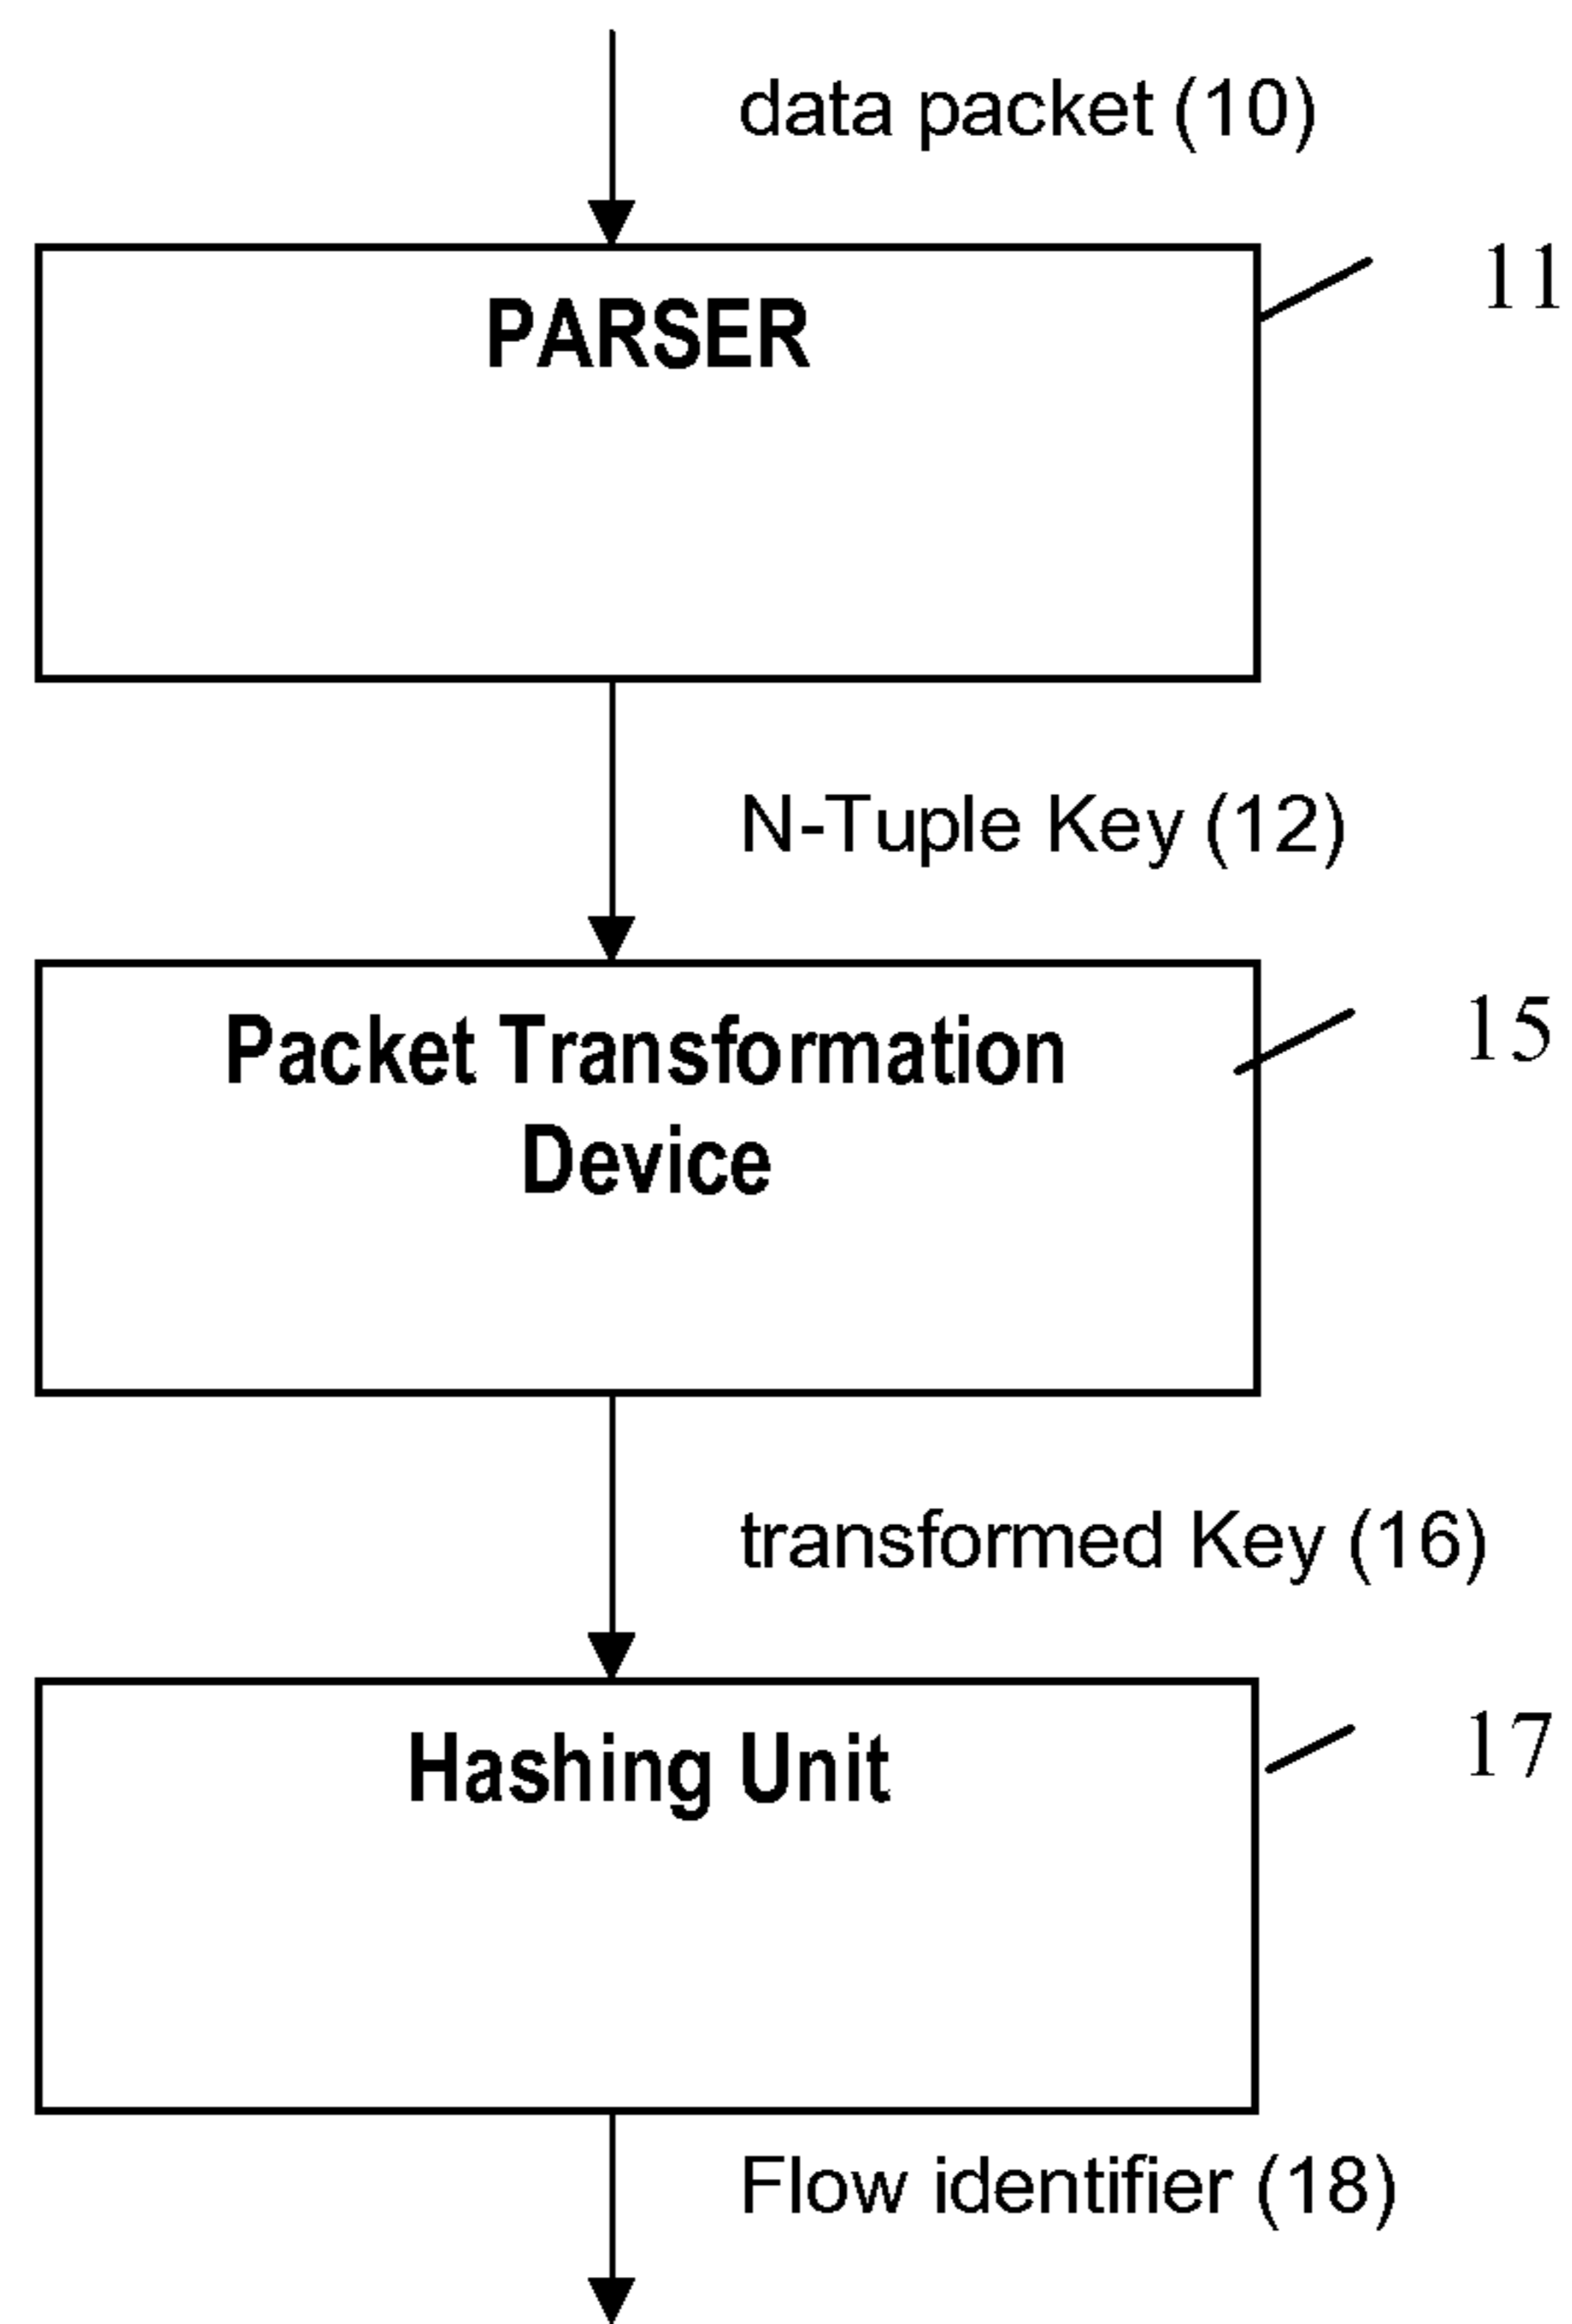 data packet (10)
PARSER
11
N-Tuple Key (12)
Packet Transformation
Device
15
transformed Key (16)
Hashing Unit
17
Flow identifier (18)